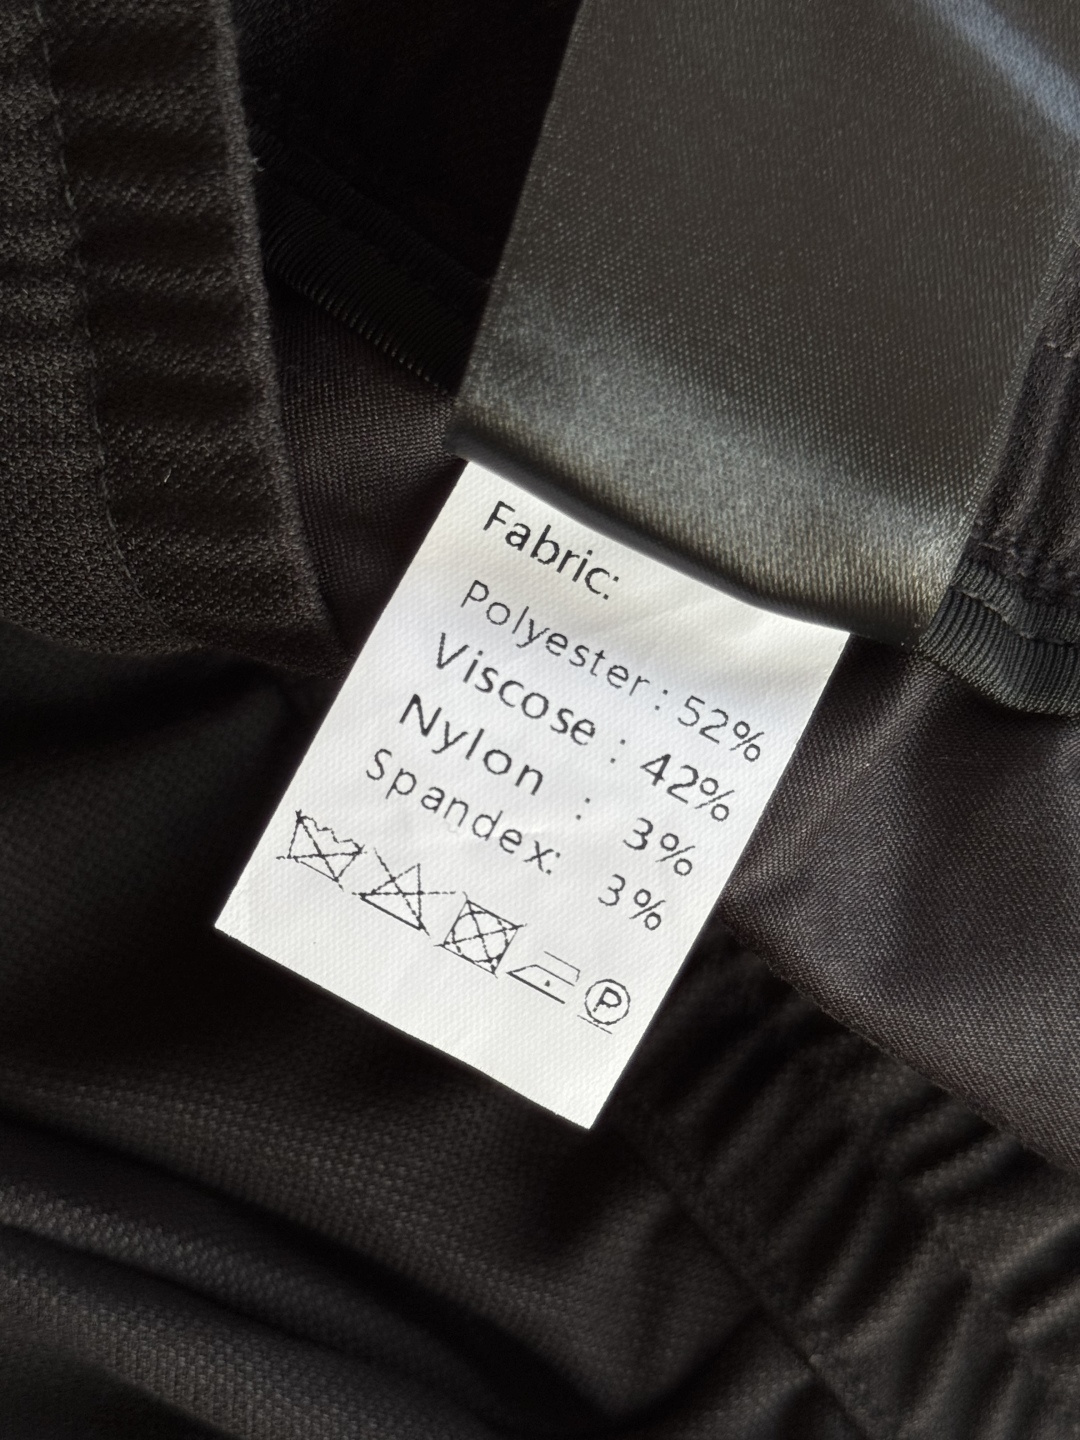 Fabric:
Polyester : 52%
Viscose : 42%
Nylon : 3%
Spandex: 3%
P